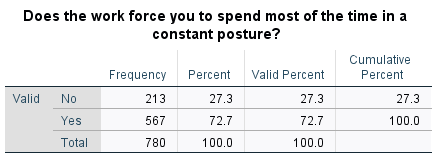 Does the work force you to spend most of the time in a
constant posture?
Frequency Percent Valid Percent Cumulative Percent
Valid No 213 27.3 27.3 27.3
Yes 567 72.7 72.7 100.0
Total 780 100.0 100.0